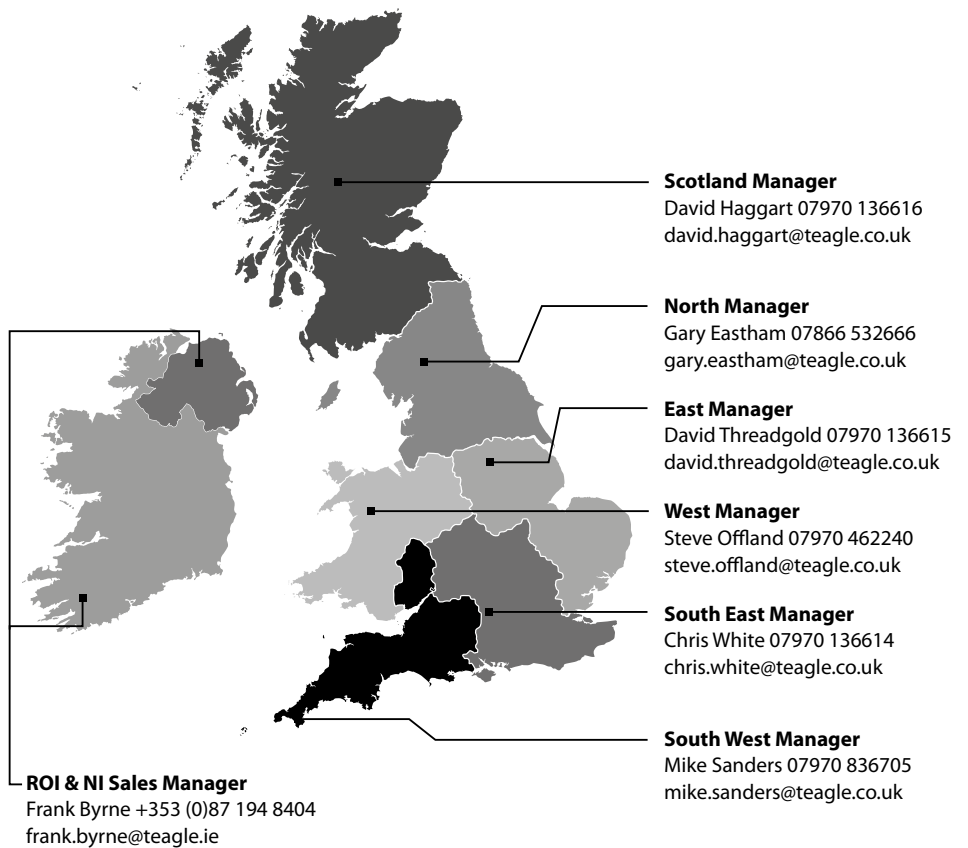 Scotland Manager
David Haggart 07970 136616
david.haggart@teagle.co.uk
North Manager
Gary Eastham 07866 532666
gary.eastham@teagle.co.uk
East Manager
David Threadgold 07970 136615
david.threadgold@teagle.co.uk
West Manager
Steve Offland 07970 462240
steve.offland@teagle.co.uk
South East Manager
Chris White 07970 136614
chris.white@teagle.co.uk
South West Manager
Mike Sanders 07970 836705
mike.sanders@teagle.co.uk
ROI & NI Sales Manager
Frank Byrne +353 (0)87 194 8404
frank.byrne@teagle.ie